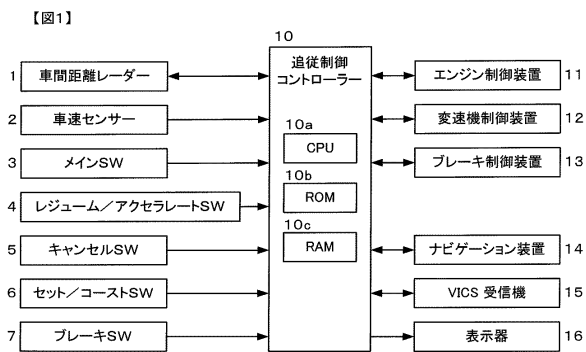 【図1】
1 車間距離レーダー
2 車速センサー
3 メインSW
4 レジューム／アクセラレートSW
5 キャンセルSW
6 セット／コーストSW
7 ブレーキSW
10
追従制御
コントローラー
10a
CPU
10b
ROM
10c
RAM
エンジン制御装置 11
変速機制御装置 12
ブレーキ制御装置 13
ナビゲーション装置 14
VICS 受信機 15
表示器 16